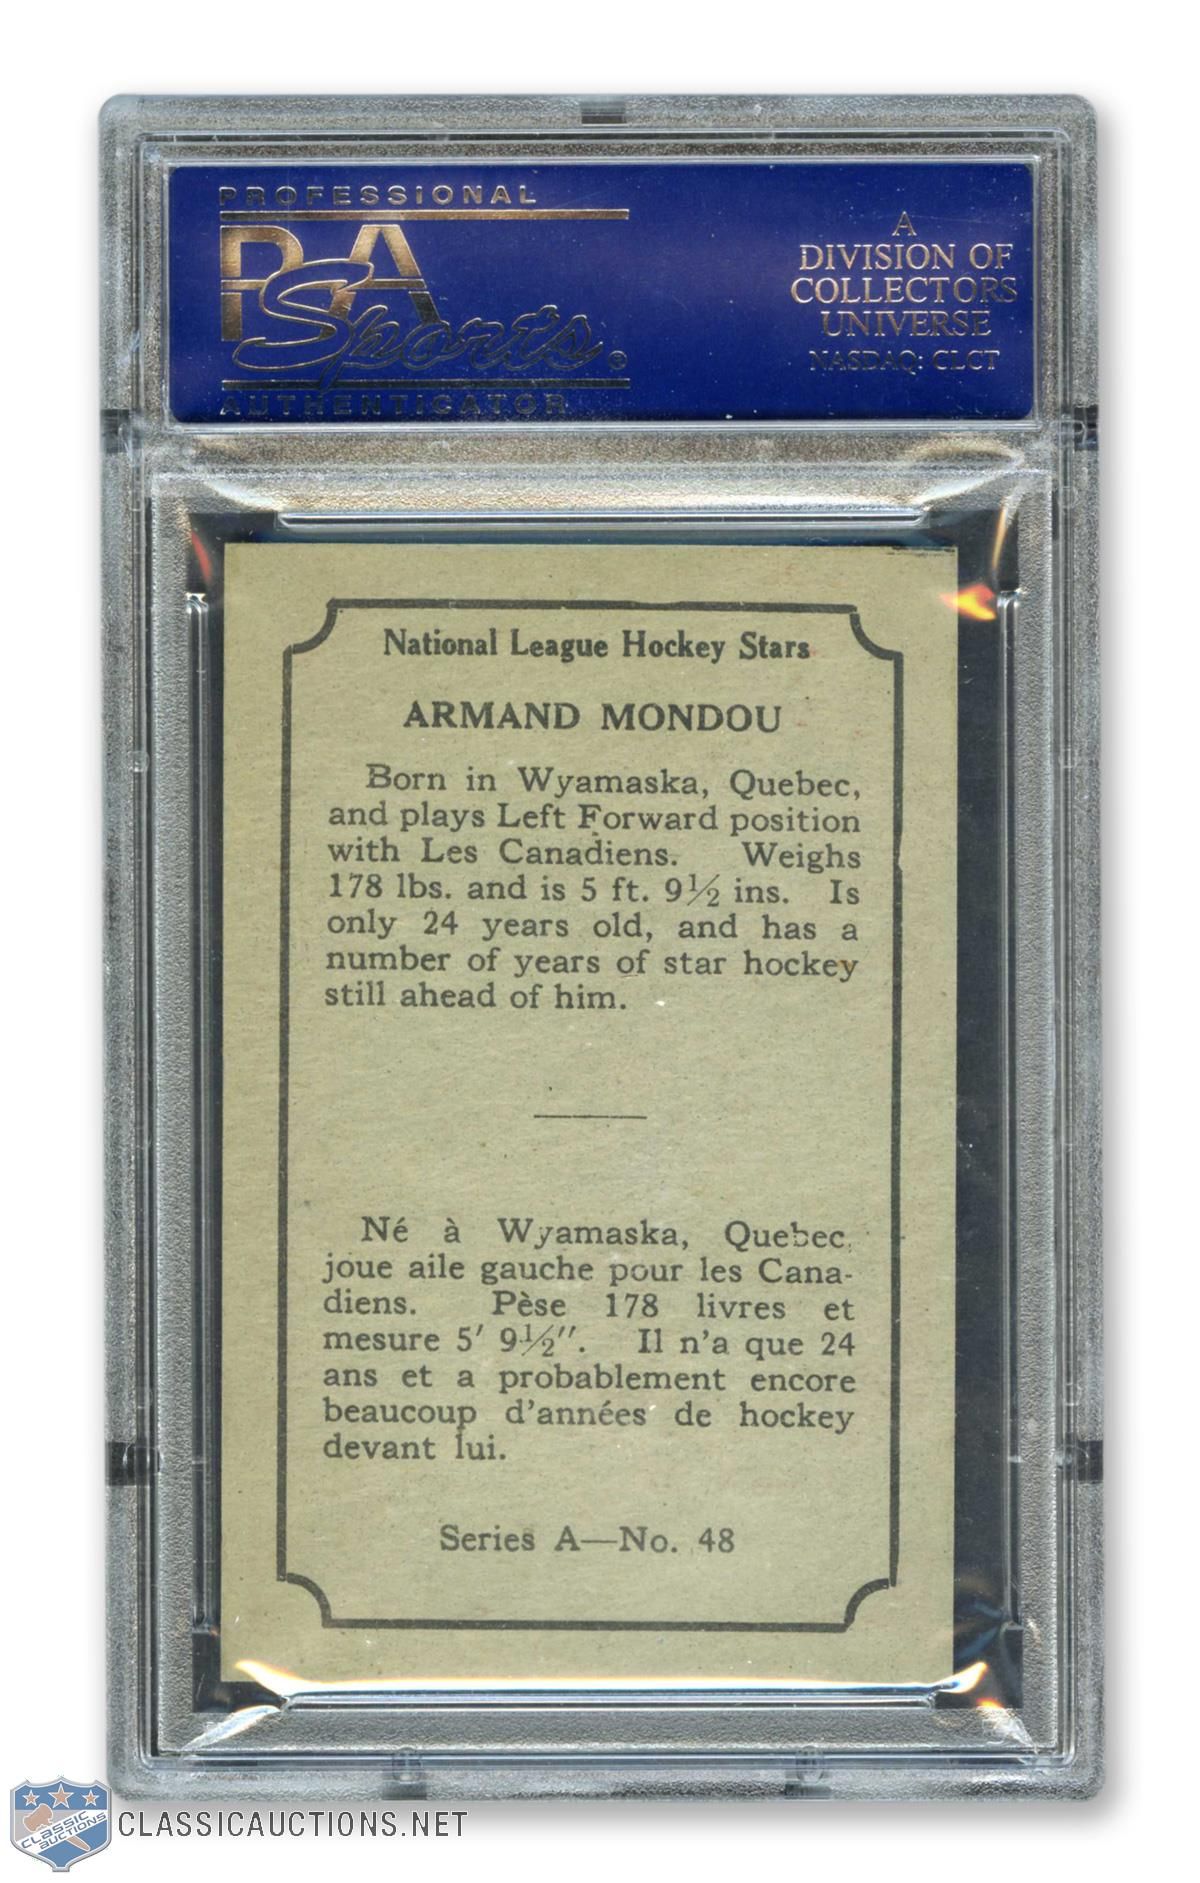 PROFESSIONAL
PSA
Sports®
AUTHENTICATOR
A
DIVISION OF
COLLECTORS
UNIVERSE
NASDAQ: CLCT
National League Hockey Stars
ARMAND MONDOU
Born in Wyamaska, Quebec,
and plays Left Forward position
with Les Canadiens. Weighs
178 lbs. and is 5 ft. 9½ ins. Is
only 24 years old, and has a
number of years of star hockey
still ahead of him.
Né à Wyamaska, Quebec,
joue aile gauche pour les Cana-
diens. Pèse 178 livres et
mesure 5′ 9½″. Il n'a que 24
ans et a probablement encore
beaucoup d'années de hockey
devant lui.
Series A—No. 48
CLASSIC
AUCTIONS
CLASSICAUCTIONS.NET